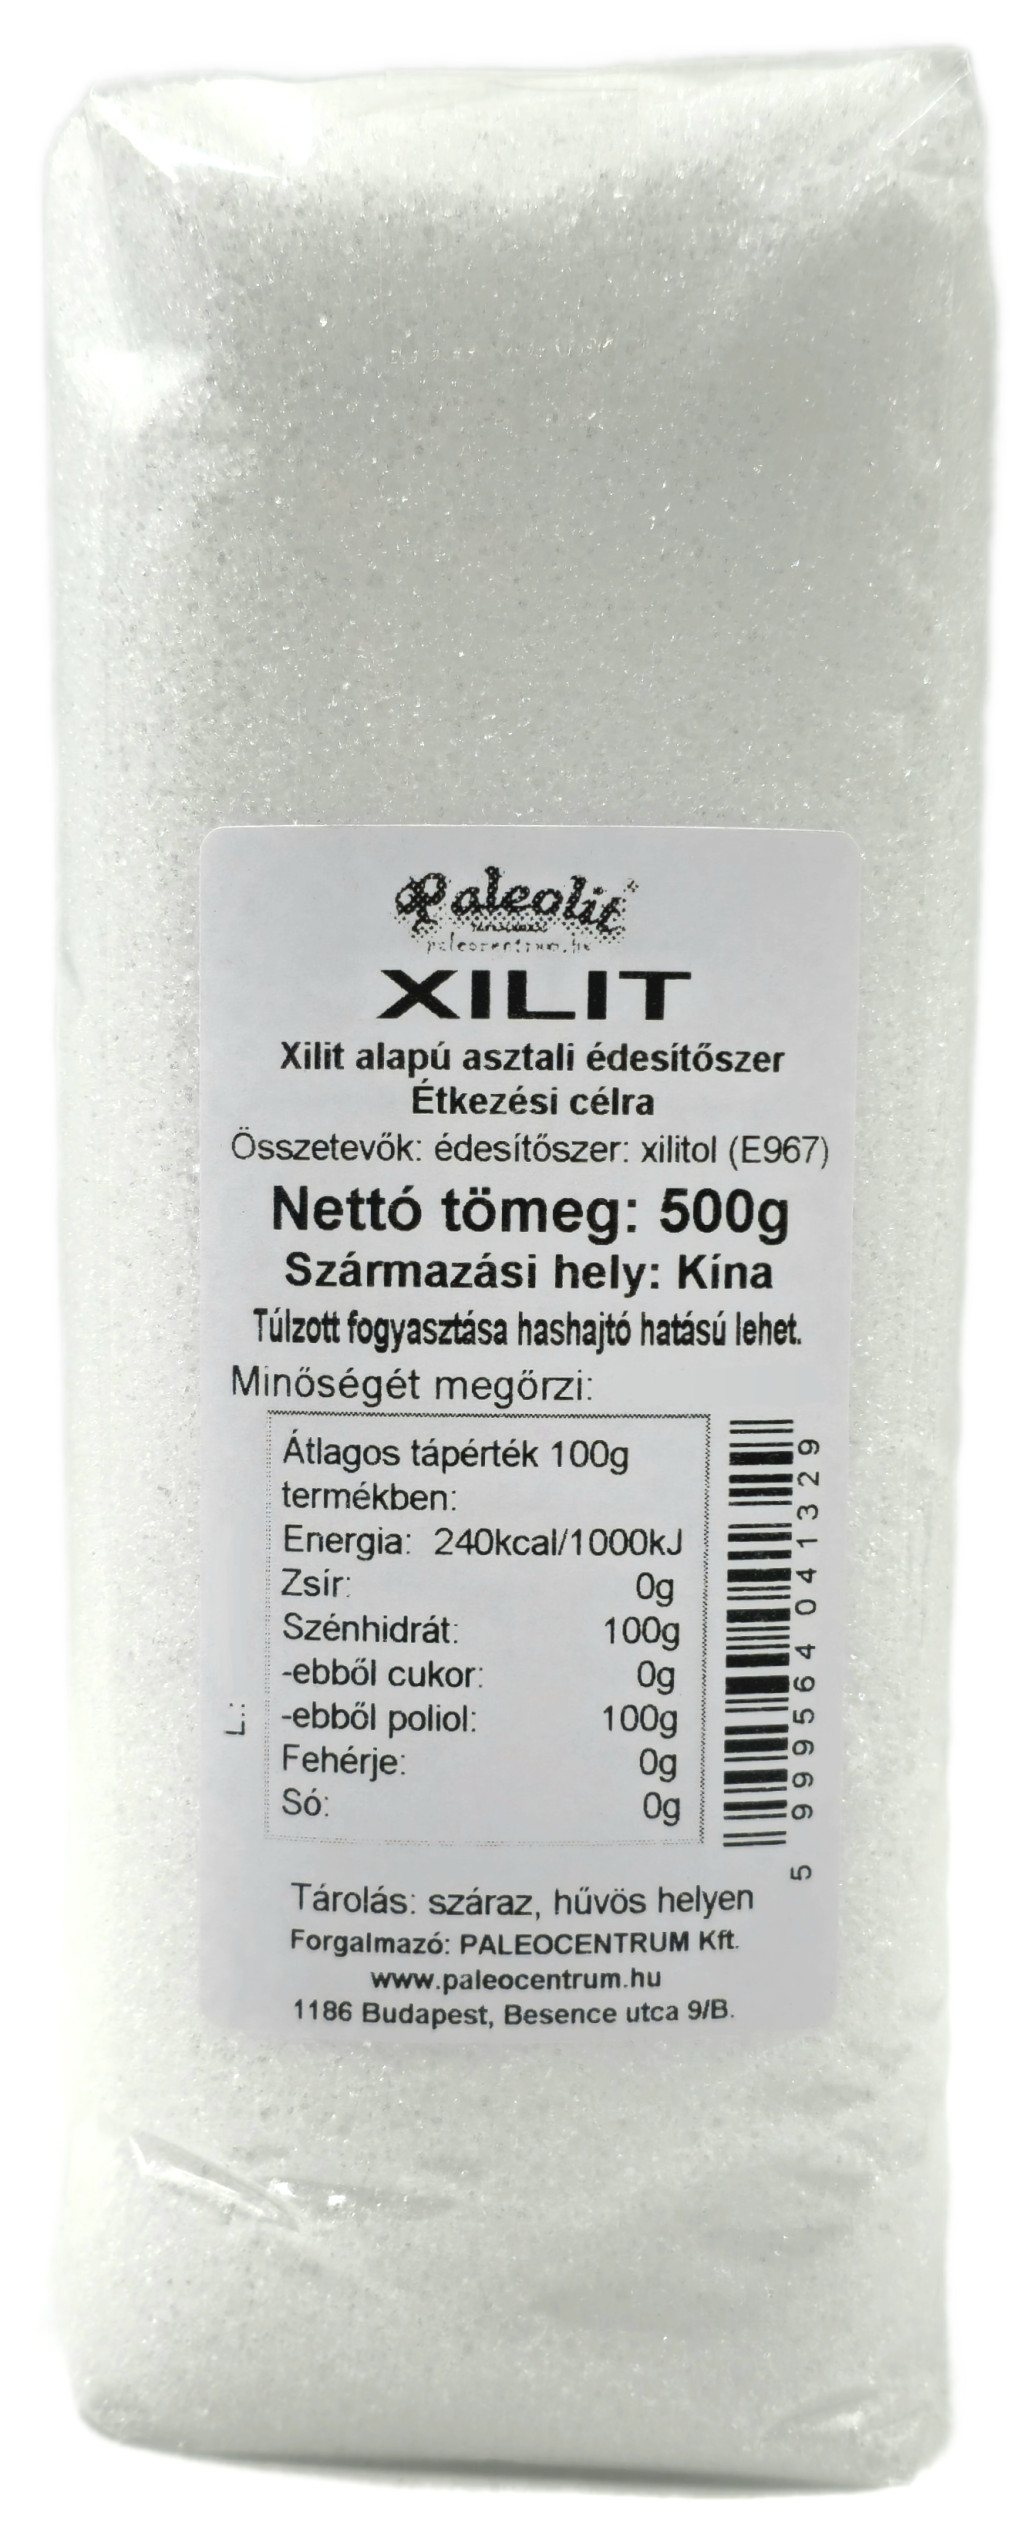 Paleolit
paleocentrum.hu
XILIT
Xilit alapú asztali édesítőszer
Étkezési célra
Összetevők: édesítőszer: xilitol (E967)
Nettó tömeg: 500g
Származási hely: Kína
Túlzott fogyasztása hashajtó hatású lehet.
Minőségét megőrzi:
Átlagos tápérték 100g
termékben:
Energia: 240kcal/1000kJ
Zsír: 0g
Szénhidrát: 100g
-ebből cukor: 0g
-ebből poliol: 100g
Fehérje: 0g
Só: 0g
L.:
5 999564 041329
Tárolás: száraz, hűvös helyen
Forgalmazó: PALEOCENTRUM Kft.
www.paleocentrum.hu
1186 Budapest, Besence utca 9/B.